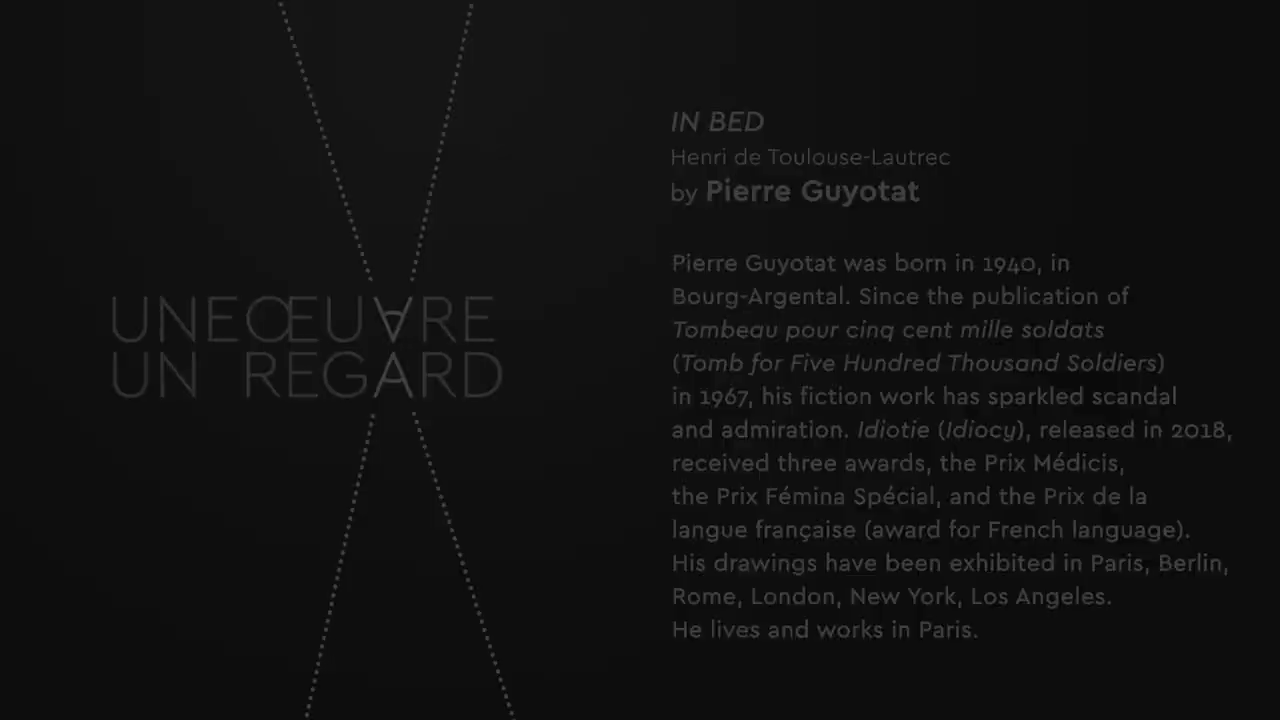 UNE ŒUVRE
UN REGARD
IN BED
Henri de Toulouse-Lautrec
by Pierre Guyotat
Pierre Guyotat was born in 1940, in
Bourg-Argental. Since the publication of
Tombeau pour cinq cent mille soldats
(Tomb for Five Hundred Thousand Soldiers)
in 1967, his fiction work has sparkled scandal
and admiration. Idiotie (Idiocy), released in 2018,
received three awards, the Prix Médicis,
the Prix Fémina Spécial, and the Prix de la
langue française (award for French language).
His drawings have been exhibited in Paris, Berlin,
Rome, London, New York, Los Angeles.
He lives and works in Paris.